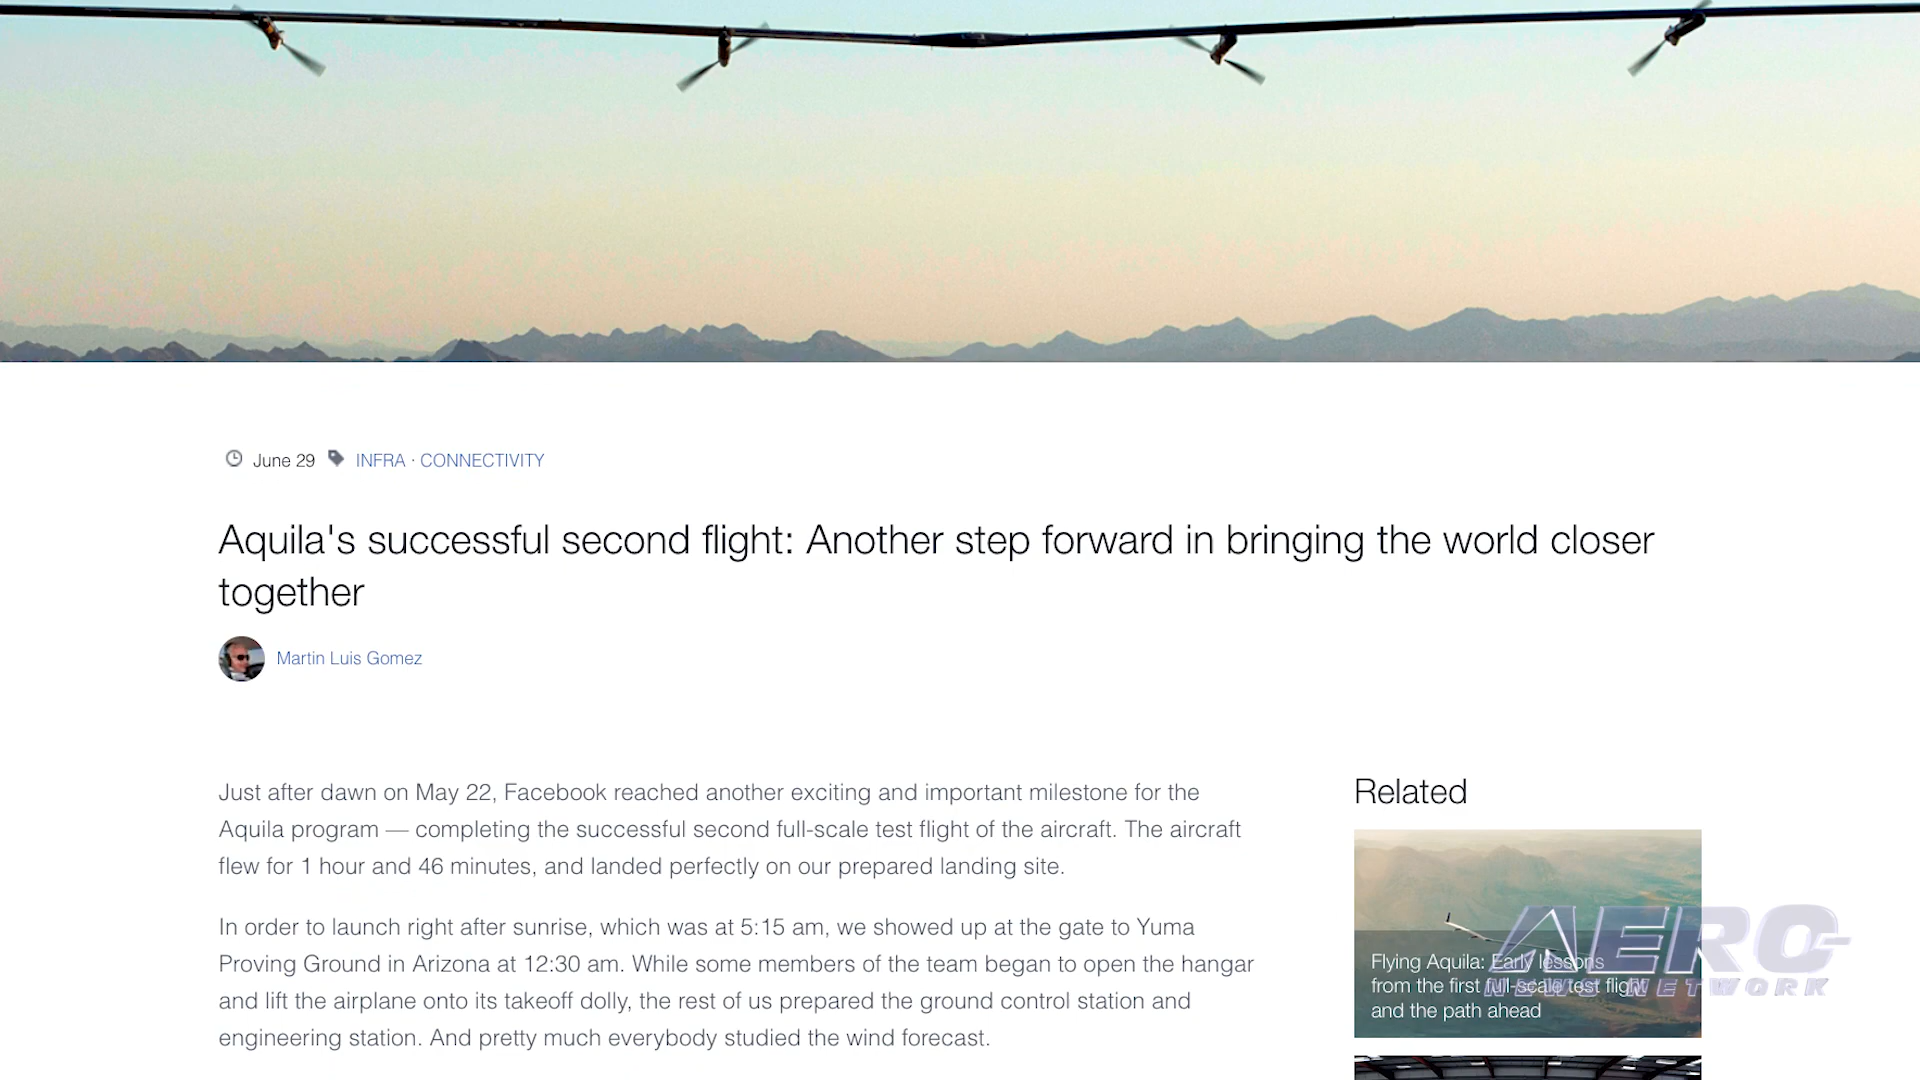 June 29 INFRA · CONNECTIVITY
Aquila's successful second flight: Another step forward in bringing the world closer
together
Martin Luis Gomez
Just after dawn on May 22, Facebook reached another exciting and important milestone for the
Aquila program — completing the successful second full-scale test flight of the aircraft. The aircraft
flew for 1 hour and 46 minutes, and landed perfectly on our prepared landing site.
In order to launch right after sunrise, which was at 5:15 am, we showed up at the gate to Yuma
Proving Ground in Arizona at 12:30 am. While some members of the team began to open the hangar
and lift the airplane onto its takeoff dolly, the rest of us prepared the ground control station and
engineering station. And pretty much everybody studied the wind forecast.
Related
Flying Aquila: Early lessons
from the first full-scale test flight
and the path ahead
AERO-
NEWS NETWORK